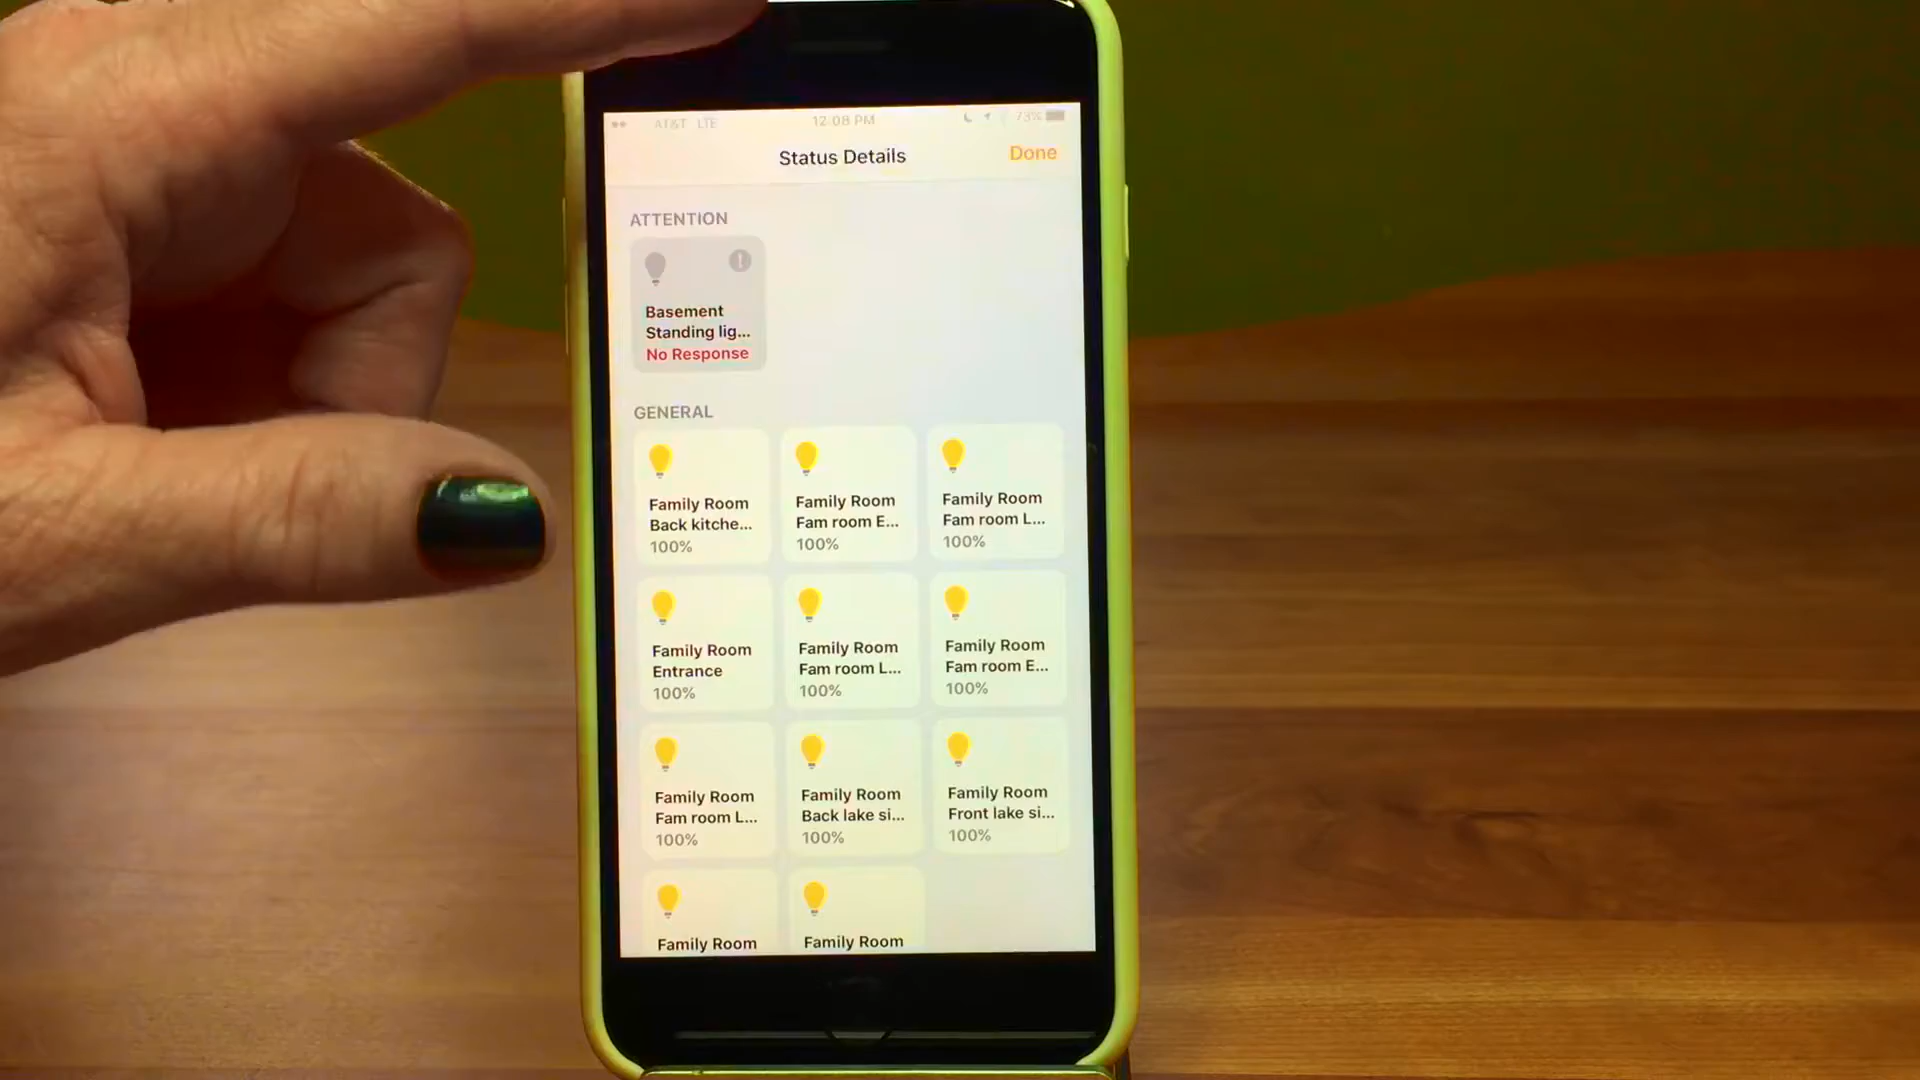 AT&T LTE 12:08 PM 73%
Status Details Done
ATTENTION
Basement
Standing lig...
No Response
GENERAL
Family Room
Back kitche...
100%
Family Room
Fam room E...
100%
Family Room
Fam room L...
100%
Family Room
Entrance
100%
Family Room
Fam room L...
100%
Family Room
Fam room E...
100%
Family Room
Fam room L...
100%
Family Room
Back lake si...
100%
Family Room
Front lake si...
100%
Family Room
Family Room